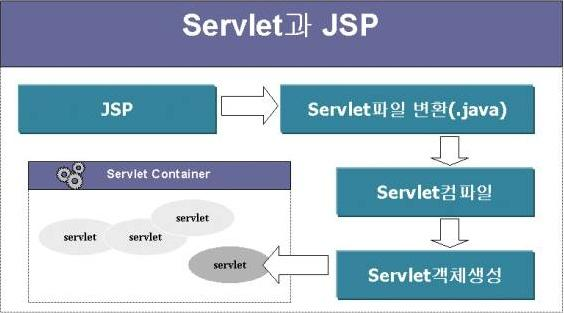 Servlet과 JSP
JSP
Servlet파일 변환(.java)
Servlet컴파일
Servlet객체생성
Servlet Container
servlet
servlet
servlet
servlet